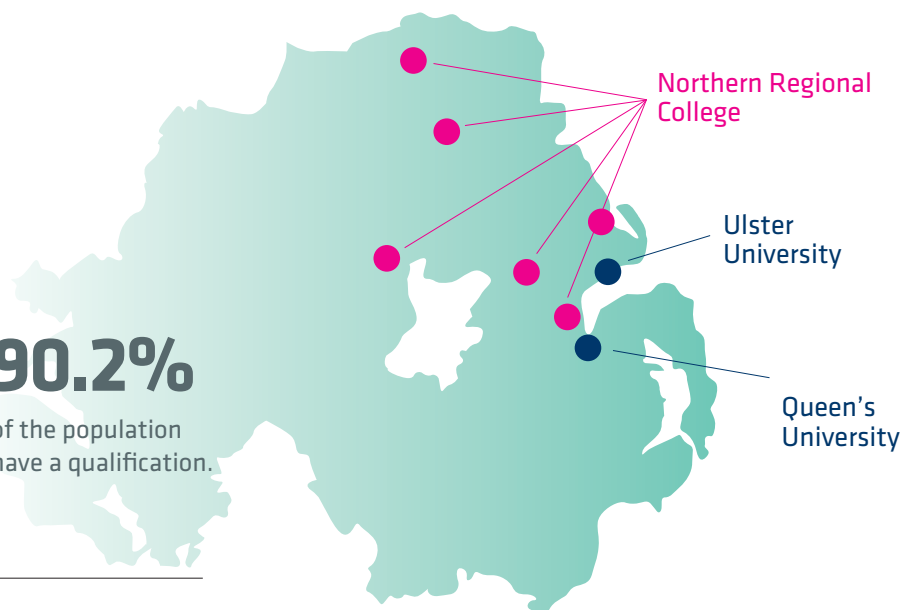 Northern Regional
College
Ulster
University
90.2%
of the population
have a qualification.
Queen's
University